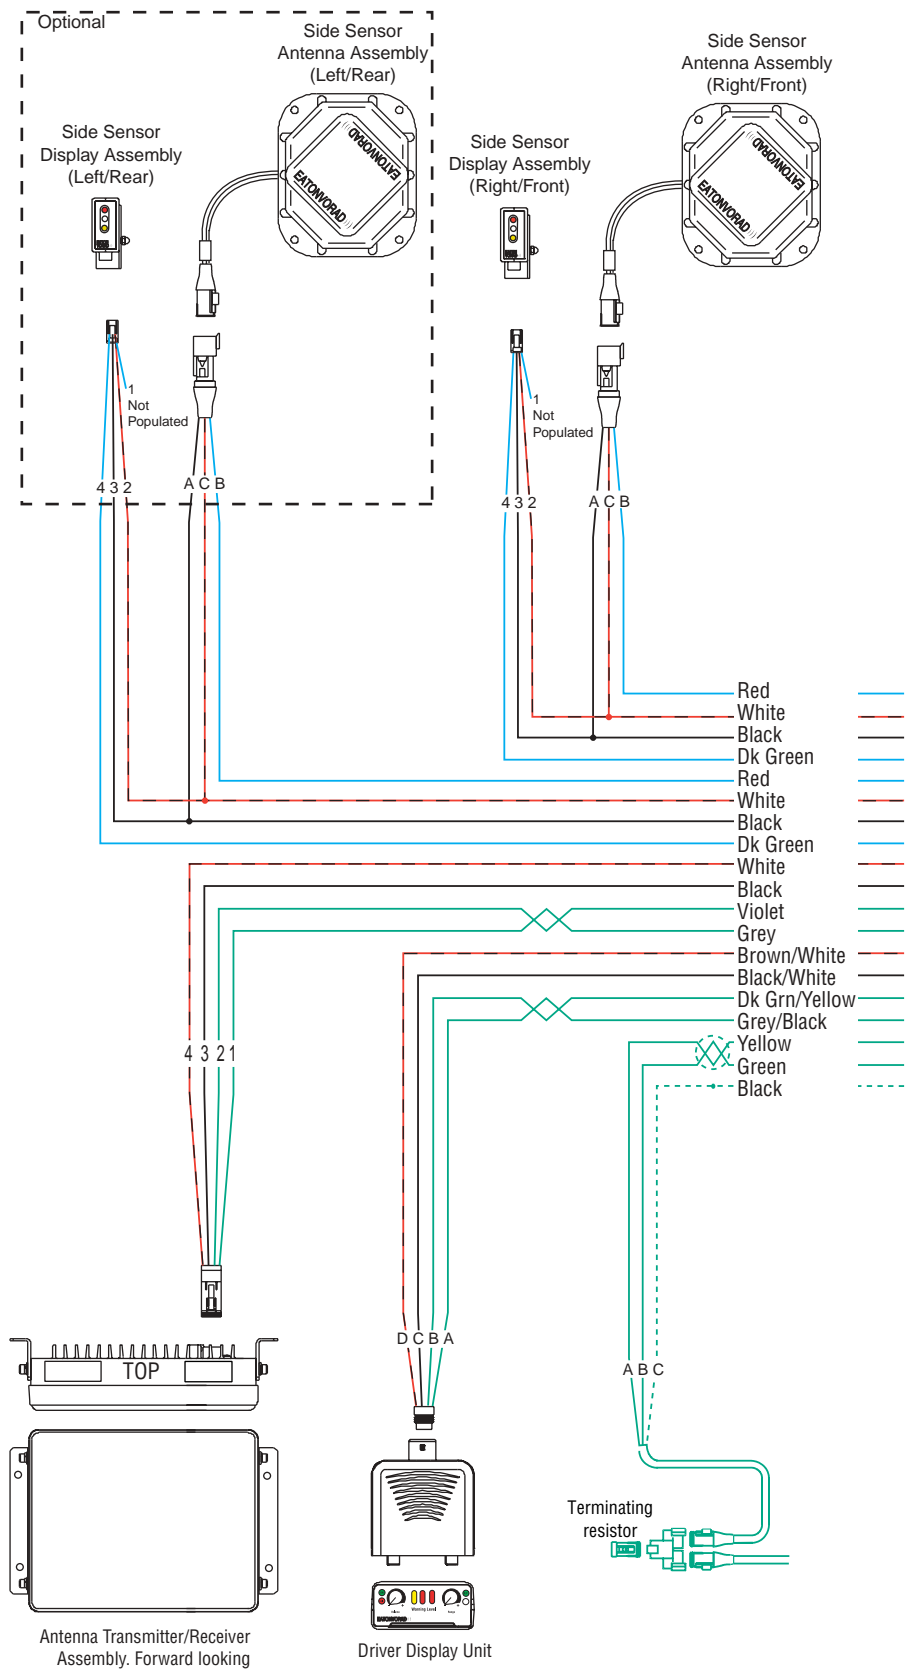 Optional
Side Sensor
Antenna Assembly
(Left/Rear)
Side Sensor
Antenna Assembly
(Right/Front)
Side Sensor
Display Assembly
(Left/Rear)
Side Sensor
Display Assembly
(Right/Front)
EATONVORAD
EATONVORAD
EATONVORAD
EATONVORAD
1
Not
Populated
1
Not
Populated
4 3 2
A C B
4 3 2
A C B
Red
White
Black
Dk Green
Red
White
Black
Dk Green
White
Black
Violet
Grey
Brown/White
Black/White
Dk Grn/Yellow
Grey/Black
Yellow
Green
Black
4 3 2 1
D C B A
A B C
TOP
Terminating
resistor
Warning Level
EATONVORAD
Antenna Transmitter/Receiver
Assembly. Forward looking
Driver Display Unit